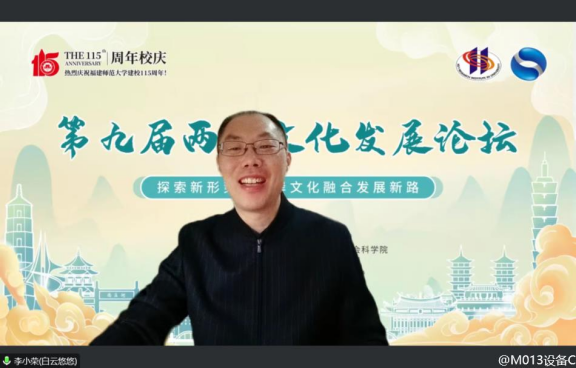 115
THE 115th
ANNIVERSARY
周年校庆
热烈庆祝福建师范大学建校115周年!
第九届两 文化发展论坛
探索新形 文化融合发展新路
会科学院
李小荣(白云悠悠)
@M013设备C